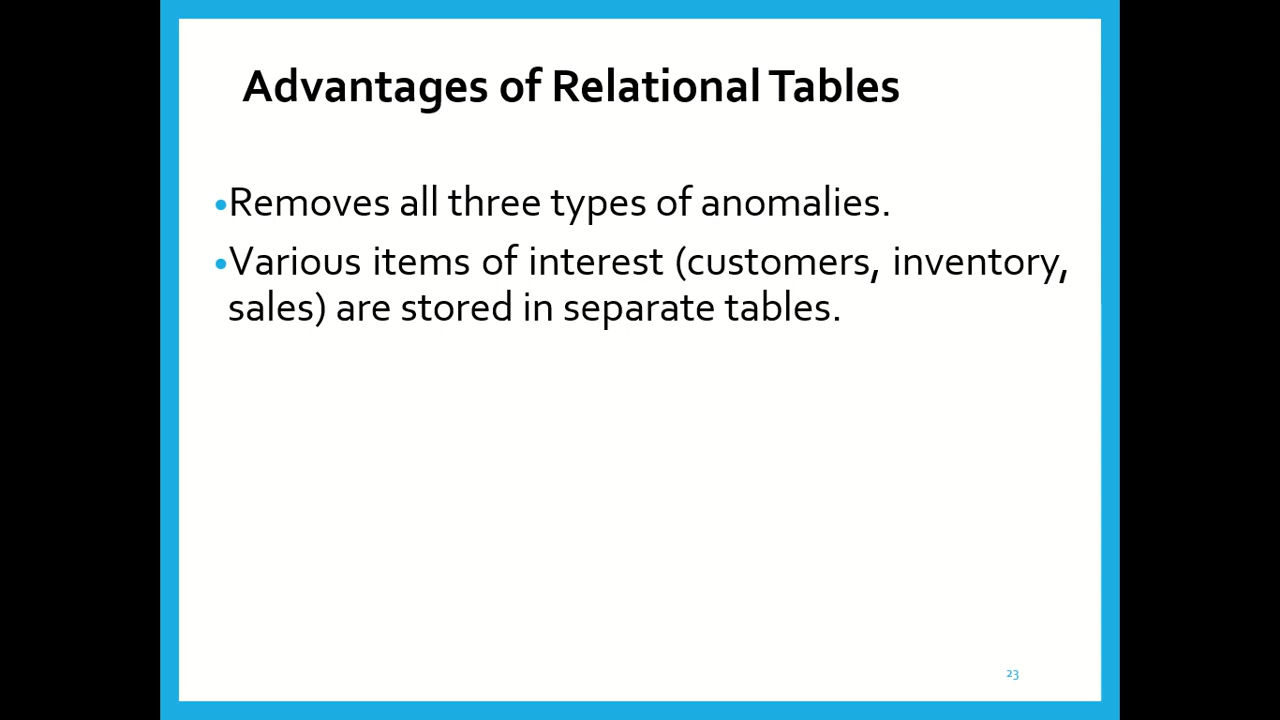 Advantages of Relational Tables
•Removes all three types of anomalies.
•Various items of interest (customers, inventory,
sales) are stored in separate tables.
23